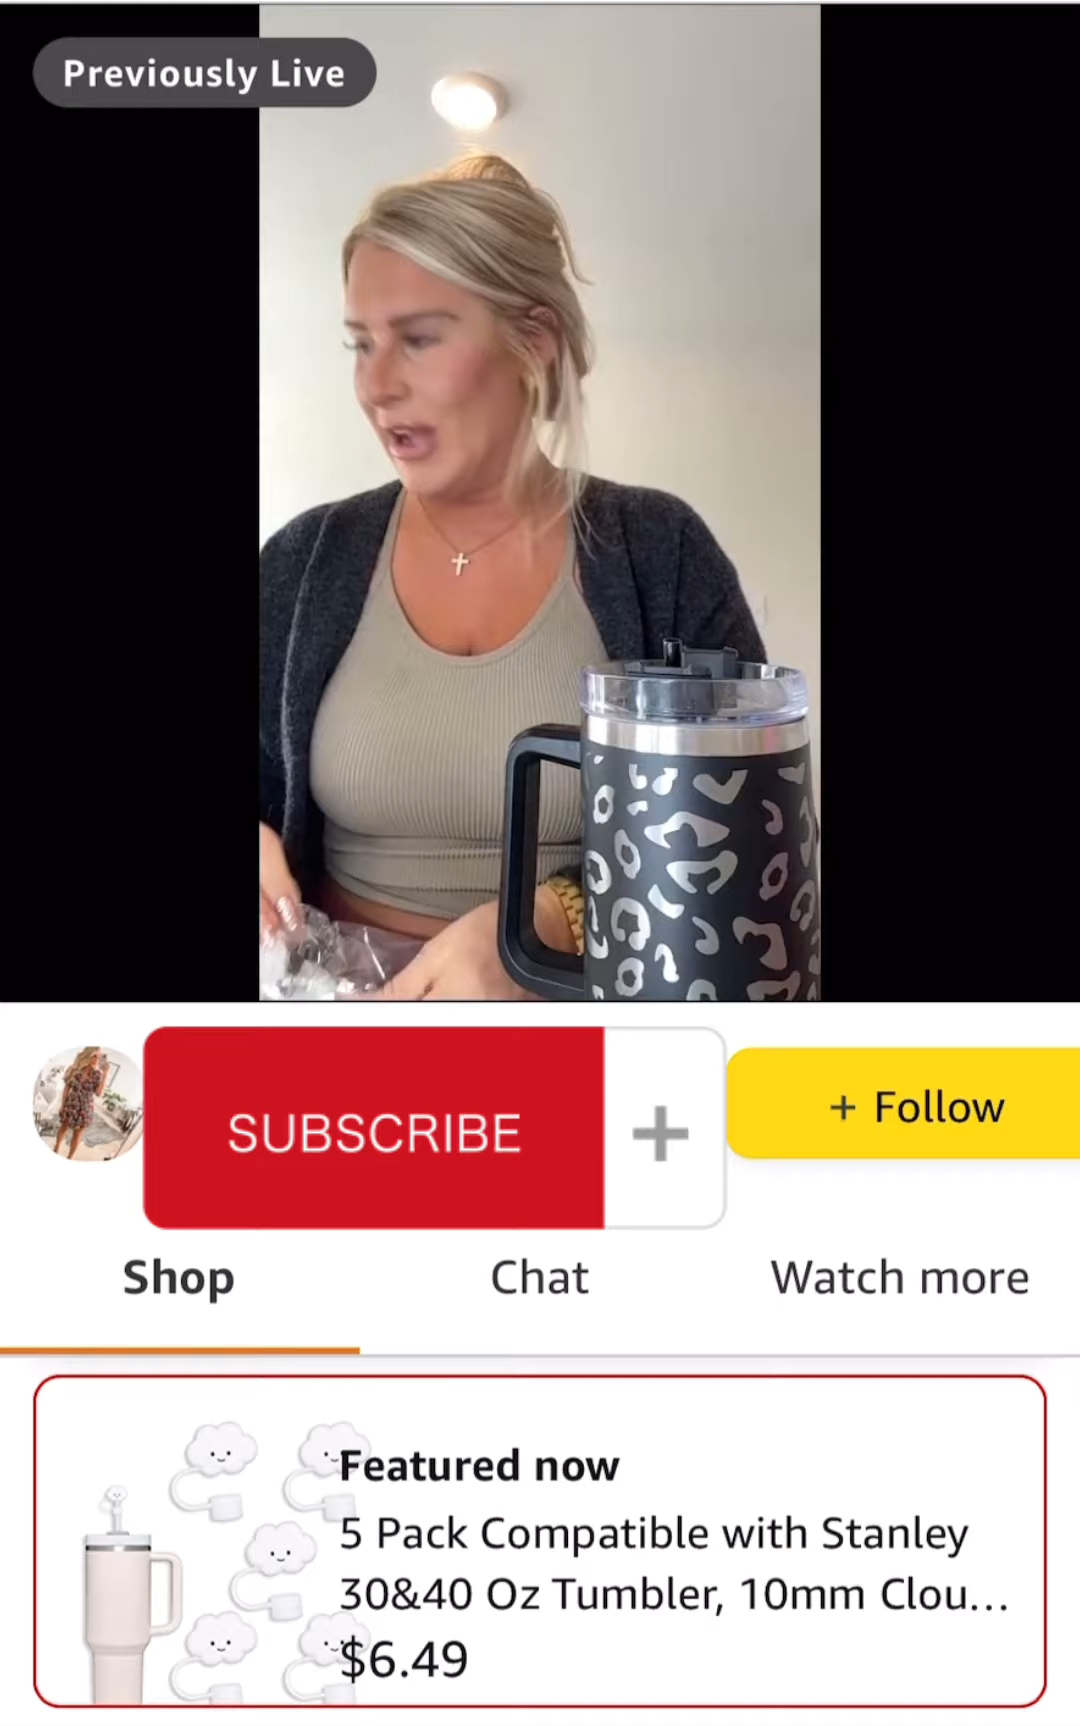 Previously Live
SUBSCRIBE
+
+ Follow
Shop
Chat
Watch more
Featured now
5 Pack Compatible with Stanley
30&40 Oz Tumbler, 10mm Clou...
$6.49